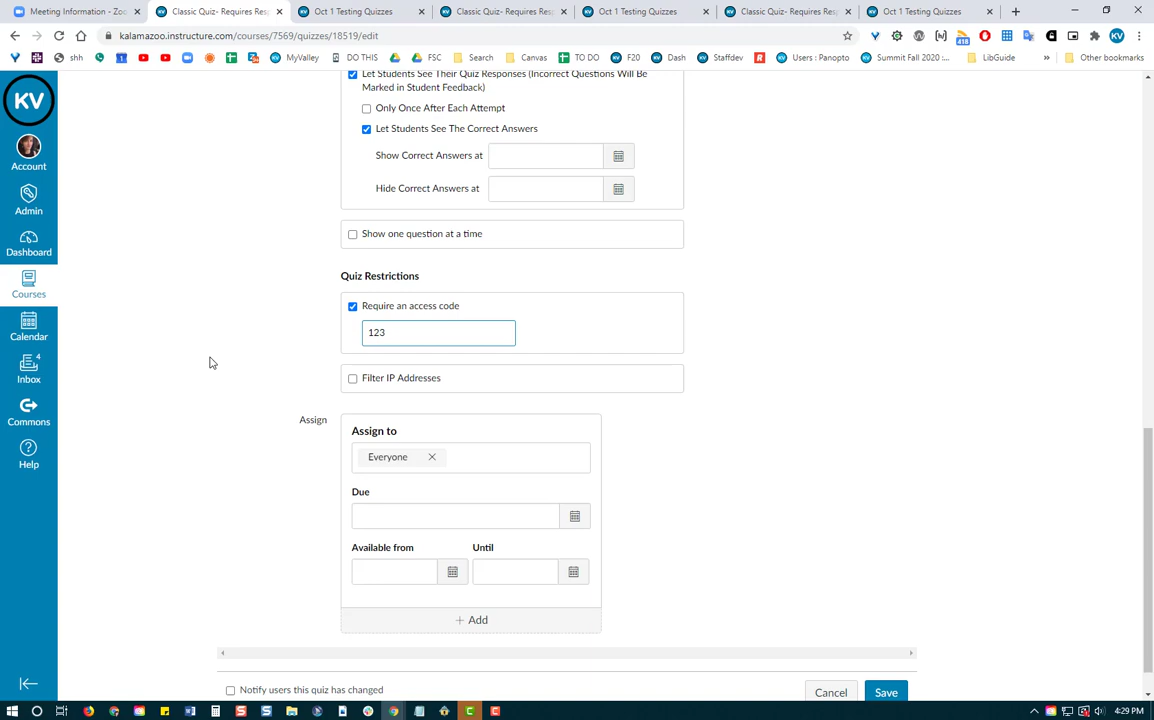 Meeting Information - Zoo
Classic Quiz- Requires Res
Oct 1 Testing Quizzes
Classic Quiz- Requires Res
Oct 1 Testing Quizzes
Classic Quiz- Requires Res
Oct 1 Testing Quizzes
kalamazoo.instructure.com/courses/7569/quizzes/18519/edit
418
KV
shh
MyValley
DO THIS
FSC
Search
Canvas
TO DO
F20
Dash
Staffdev
Users : Panopto
Summit Fall 2020 :...
LibGuide
Other bookmarks
KV
Account
Admin
Dashboard
Courses
Calendar
4
Inbox
Commons
Help
Let Students See Their Quiz Responses (Incorrect Questions Will Be
Marked in Student Feedback)
Only Once After Each Attempt
Let Students See The Correct Answers
Show Correct Answers at
Hide Correct Answers at
Show one question at a time
Quiz Restrictions
Require an access code
123
Filter IP Addresses
Assign
Assign to
Everyone
Due
Available from
Until
+ Add
Notify users this quiz has changed
Cancel
Save
4:29 PM